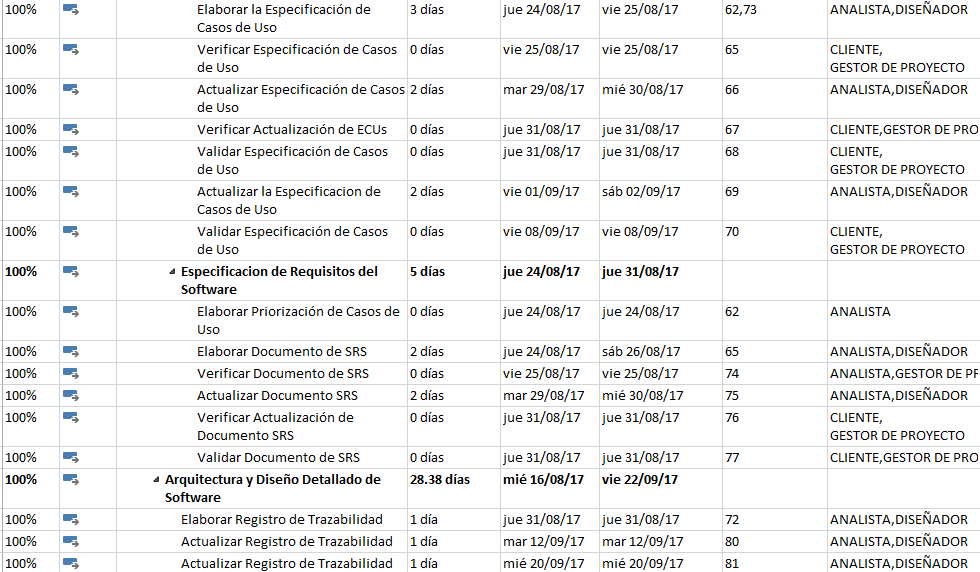 100% Elaborar la Especificación de 3 días jue 24/08/17 vie 25/08/17 62,73 ANALISTA,DISEÑADOR
Casos de Uso
100% Verificar Especificación de Casos 0 días vie 25/08/17 vie 25/08/17 65 CLIENTE,
de Uso GESTOR DE PROYECTO
100% Actualizar Especificación de Casos 2 días mar 29/08/17 mié 30/08/17 66 ANALISTA,DISEÑADOR
de Uso
100% Verificar Actualización de ECUs 0 días jue 31/08/17 jue 31/08/17 67 CLIENTE,GESTOR DE PRO
100% Validar Especificación de Casos 0 días jue 31/08/17 jue 31/08/17 68 CLIENTE,
de Uso GESTOR DE PROYECTO
100% Actualizar la Especificacion de 2 días vie 01/09/17 sáb 02/09/17 69 ANALISTA,DISEÑADOR
Casos de Uso
100% Validar Especificación de Casos 0 días vie 08/09/17 vie 08/09/17 70 CLIENTE,
de Uso GESTOR DE PROYECTO
100% Especificacion de Requisitos del 5 días jue 24/08/17 jue 31/08/17
Software
100% Elaborar Priorización de Casos de 0 días jue 24/08/17 jue 24/08/17 62 ANALISTA
Uso
100% Elaborar Documento de SRS 2 días jue 24/08/17 sáb 26/08/17 65 ANALISTA,DISEÑADOR
100% Verificar Documento de SRS 0 días vie 25/08/17 vie 25/08/17 74 ANALISTA,GESTOR DE PR
100% Actualizar Documento SRS 2 días mar 29/08/17 mié 30/08/17 75 ANALISTA,DISEÑADOR
100% Verificar Actualización de 0 días jue 31/08/17 jue 31/08/17 76 CLIENTE,
Documento SRS GESTOR DE PROYECTO
100% Validar Documento de SRS 0 días jue 31/08/17 jue 31/08/17 77 CLIENTE,GESTOR DE PRO
100% Arquitectura y Diseño Detallado de 28.38 días mié 16/08/17 vie 22/09/17
Software
100% Elaborar Registro de Trazabilidad 1 día jue 31/08/17 jue 31/08/17 72 ANALISTA,DISEÑADOR
100% Actualizar Registro de Trazabilidad 1 día mar 12/09/17 mar 12/09/17 80 ANALISTA,DISEÑADOR
100% Actualizar Registro de Trazabilidad 1 día mié 20/09/17 mié 20/09/17 81 ANALISTA,DISEÑADOR